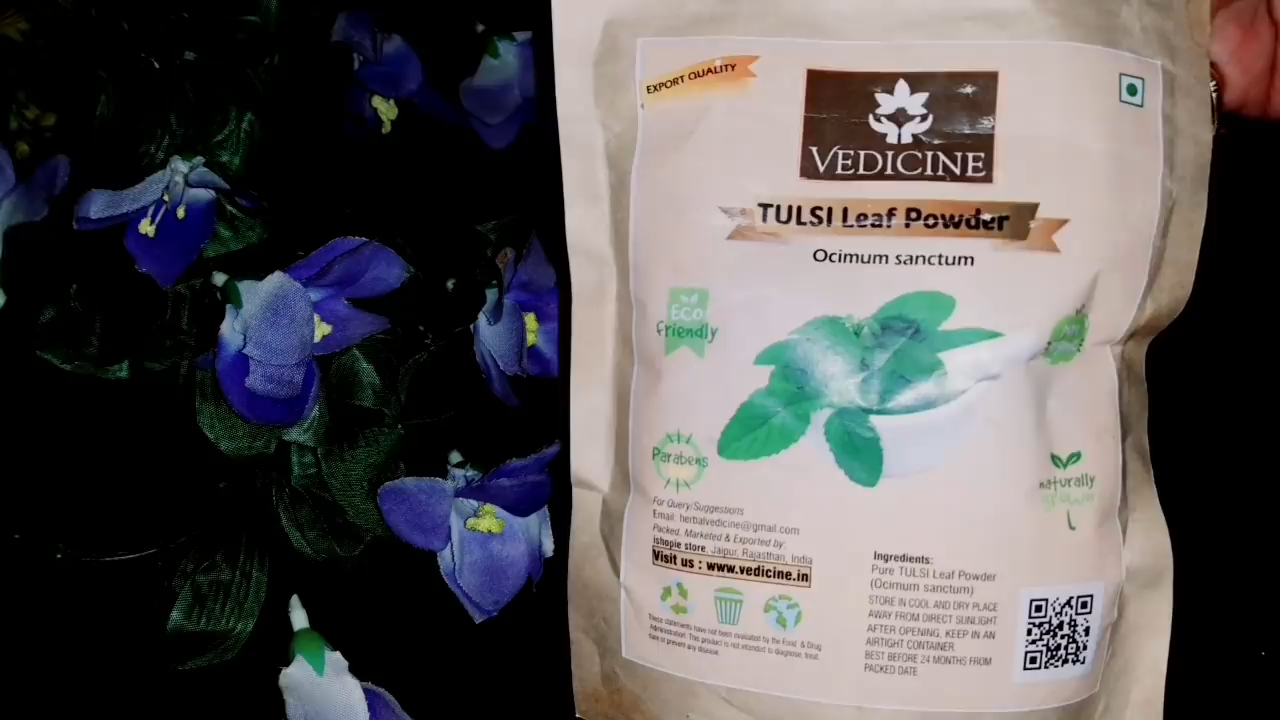 EXPORT QUALITY
VEDICINE
TULSI Leaf Powder
Ocimum sanctum
Eco
friendly
Parabens
naturally
For Query/Suggestions
Email: herbalvedicine@gmail.com
Packed, Marketed & Exported by:
ishopie store, Jaipur, Rajasthan, India
Visit us : www.vedicine.in
These statements have not been evaluated by the Food & Drug
Administration. This product is not intended to diagnose, treat,
cure or prevent any disease.
Ingredients:
Pure TULSI Leaf Powder
(Ocimum sanctum)
STORE IN COOL AND DRY PLACE
AWAY FROM DIRECT SUNLIGHT
AFTER OPENING, KEEP IN AN
AIRTIGHT CONTAINER
BEST BEFORE 24 MONTHS FROM
PACKED DATE